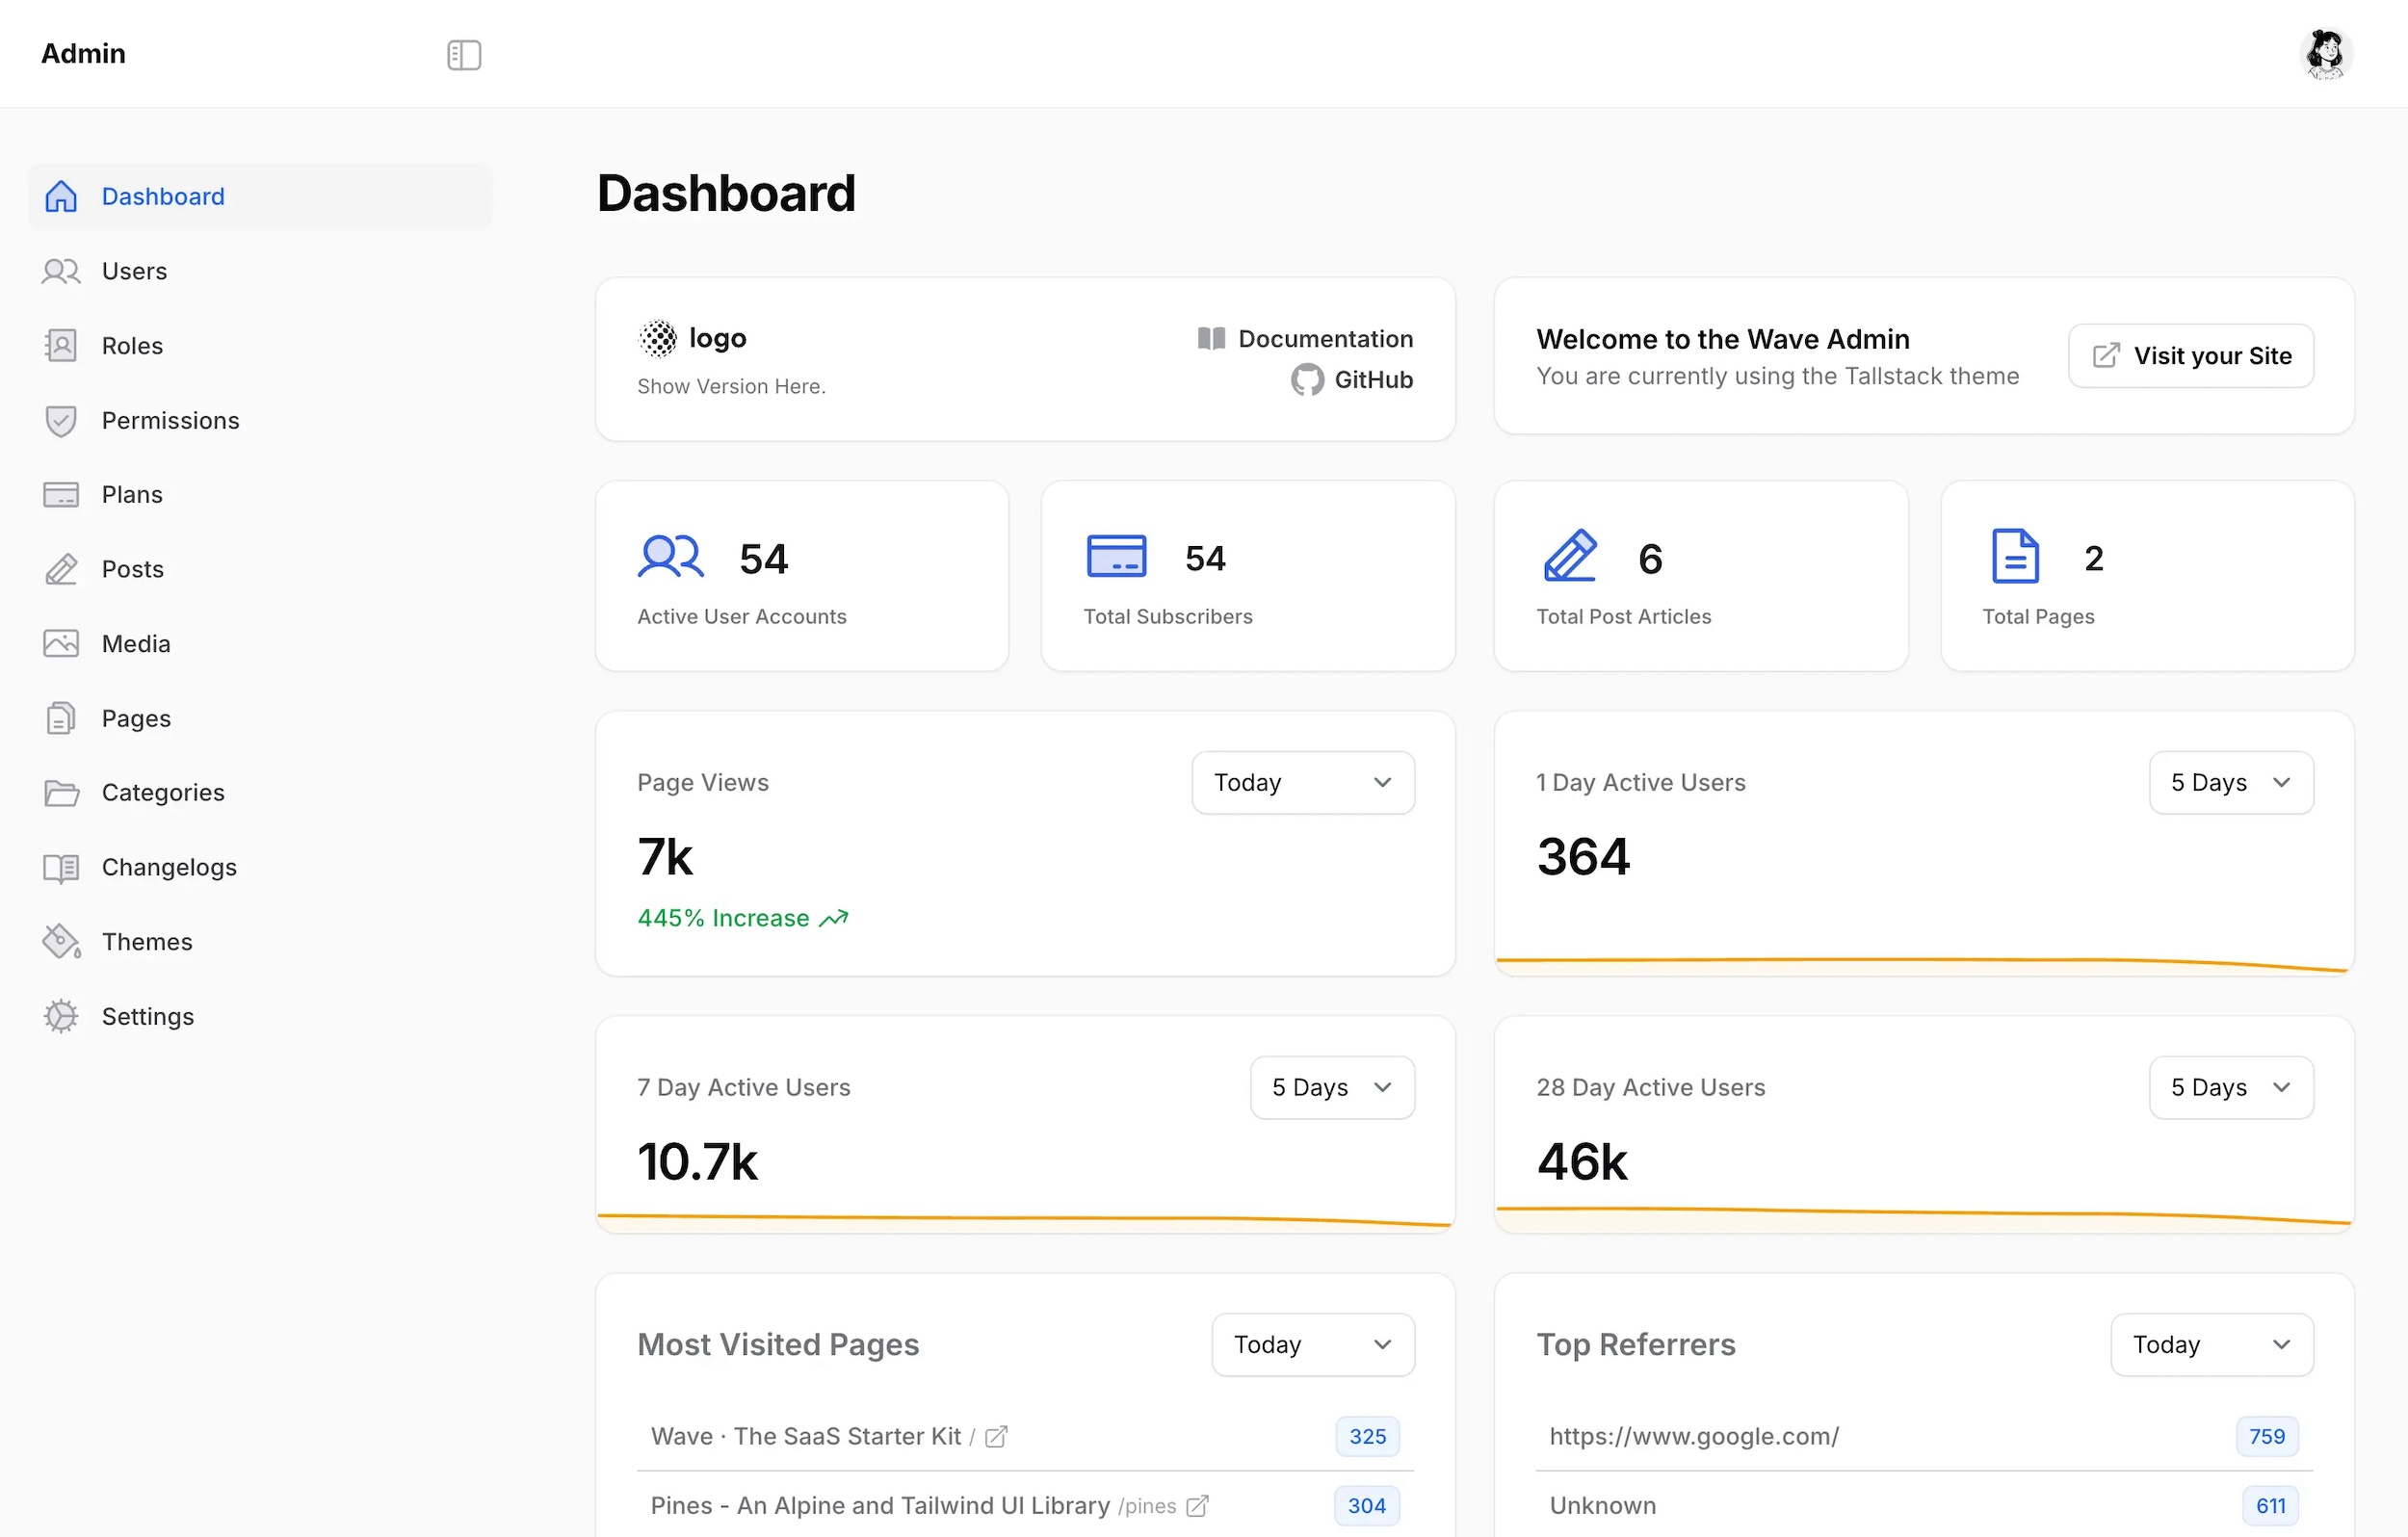 Admin
Dashboard
Users
Roles
Permissions
Plans
Posts
Media
Pages
Categories
Changelogs
Themes
Settings
Dashboard
logo
Show Version Here.
Documentation
GitHub
Welcome to the Wave Admin
You are currently using the Tallstack theme
Visit your Site
54
Active User Accounts
54
Total Subscribers
6
Total Post Articles
2
Total Pages
Page Views
Today
7k
445% Increase
1 Day Active Users
5 Days
364
7 Day Active Users
5 Days
10.7k
28 Day Active Users
5 Days
46k
Most Visited Pages
Today
Wave · The SaaS Starter Kit / 325
Pines - An Alpine and Tailwind UI Library /pines 304
Top Referrers
Today
https://www.google.com/ 759
Unknown 611